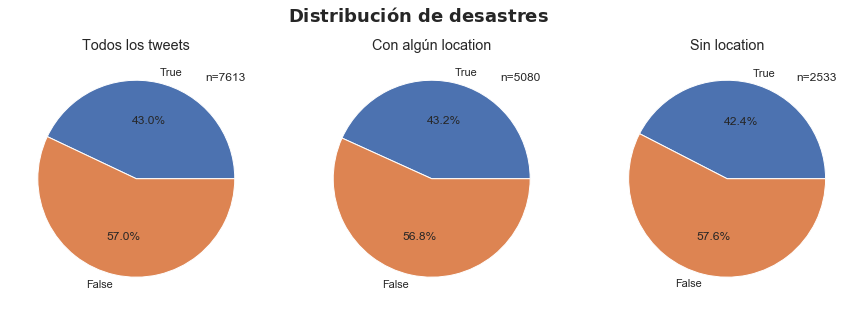 Distribución de desastres
Todos los tweets
True
n=7613
43.0%
57.0%
False
Con algún location
True
n=5080
43.2%
56.8%
False
Sin location
True
n=2533
42.4%
57.6%
False